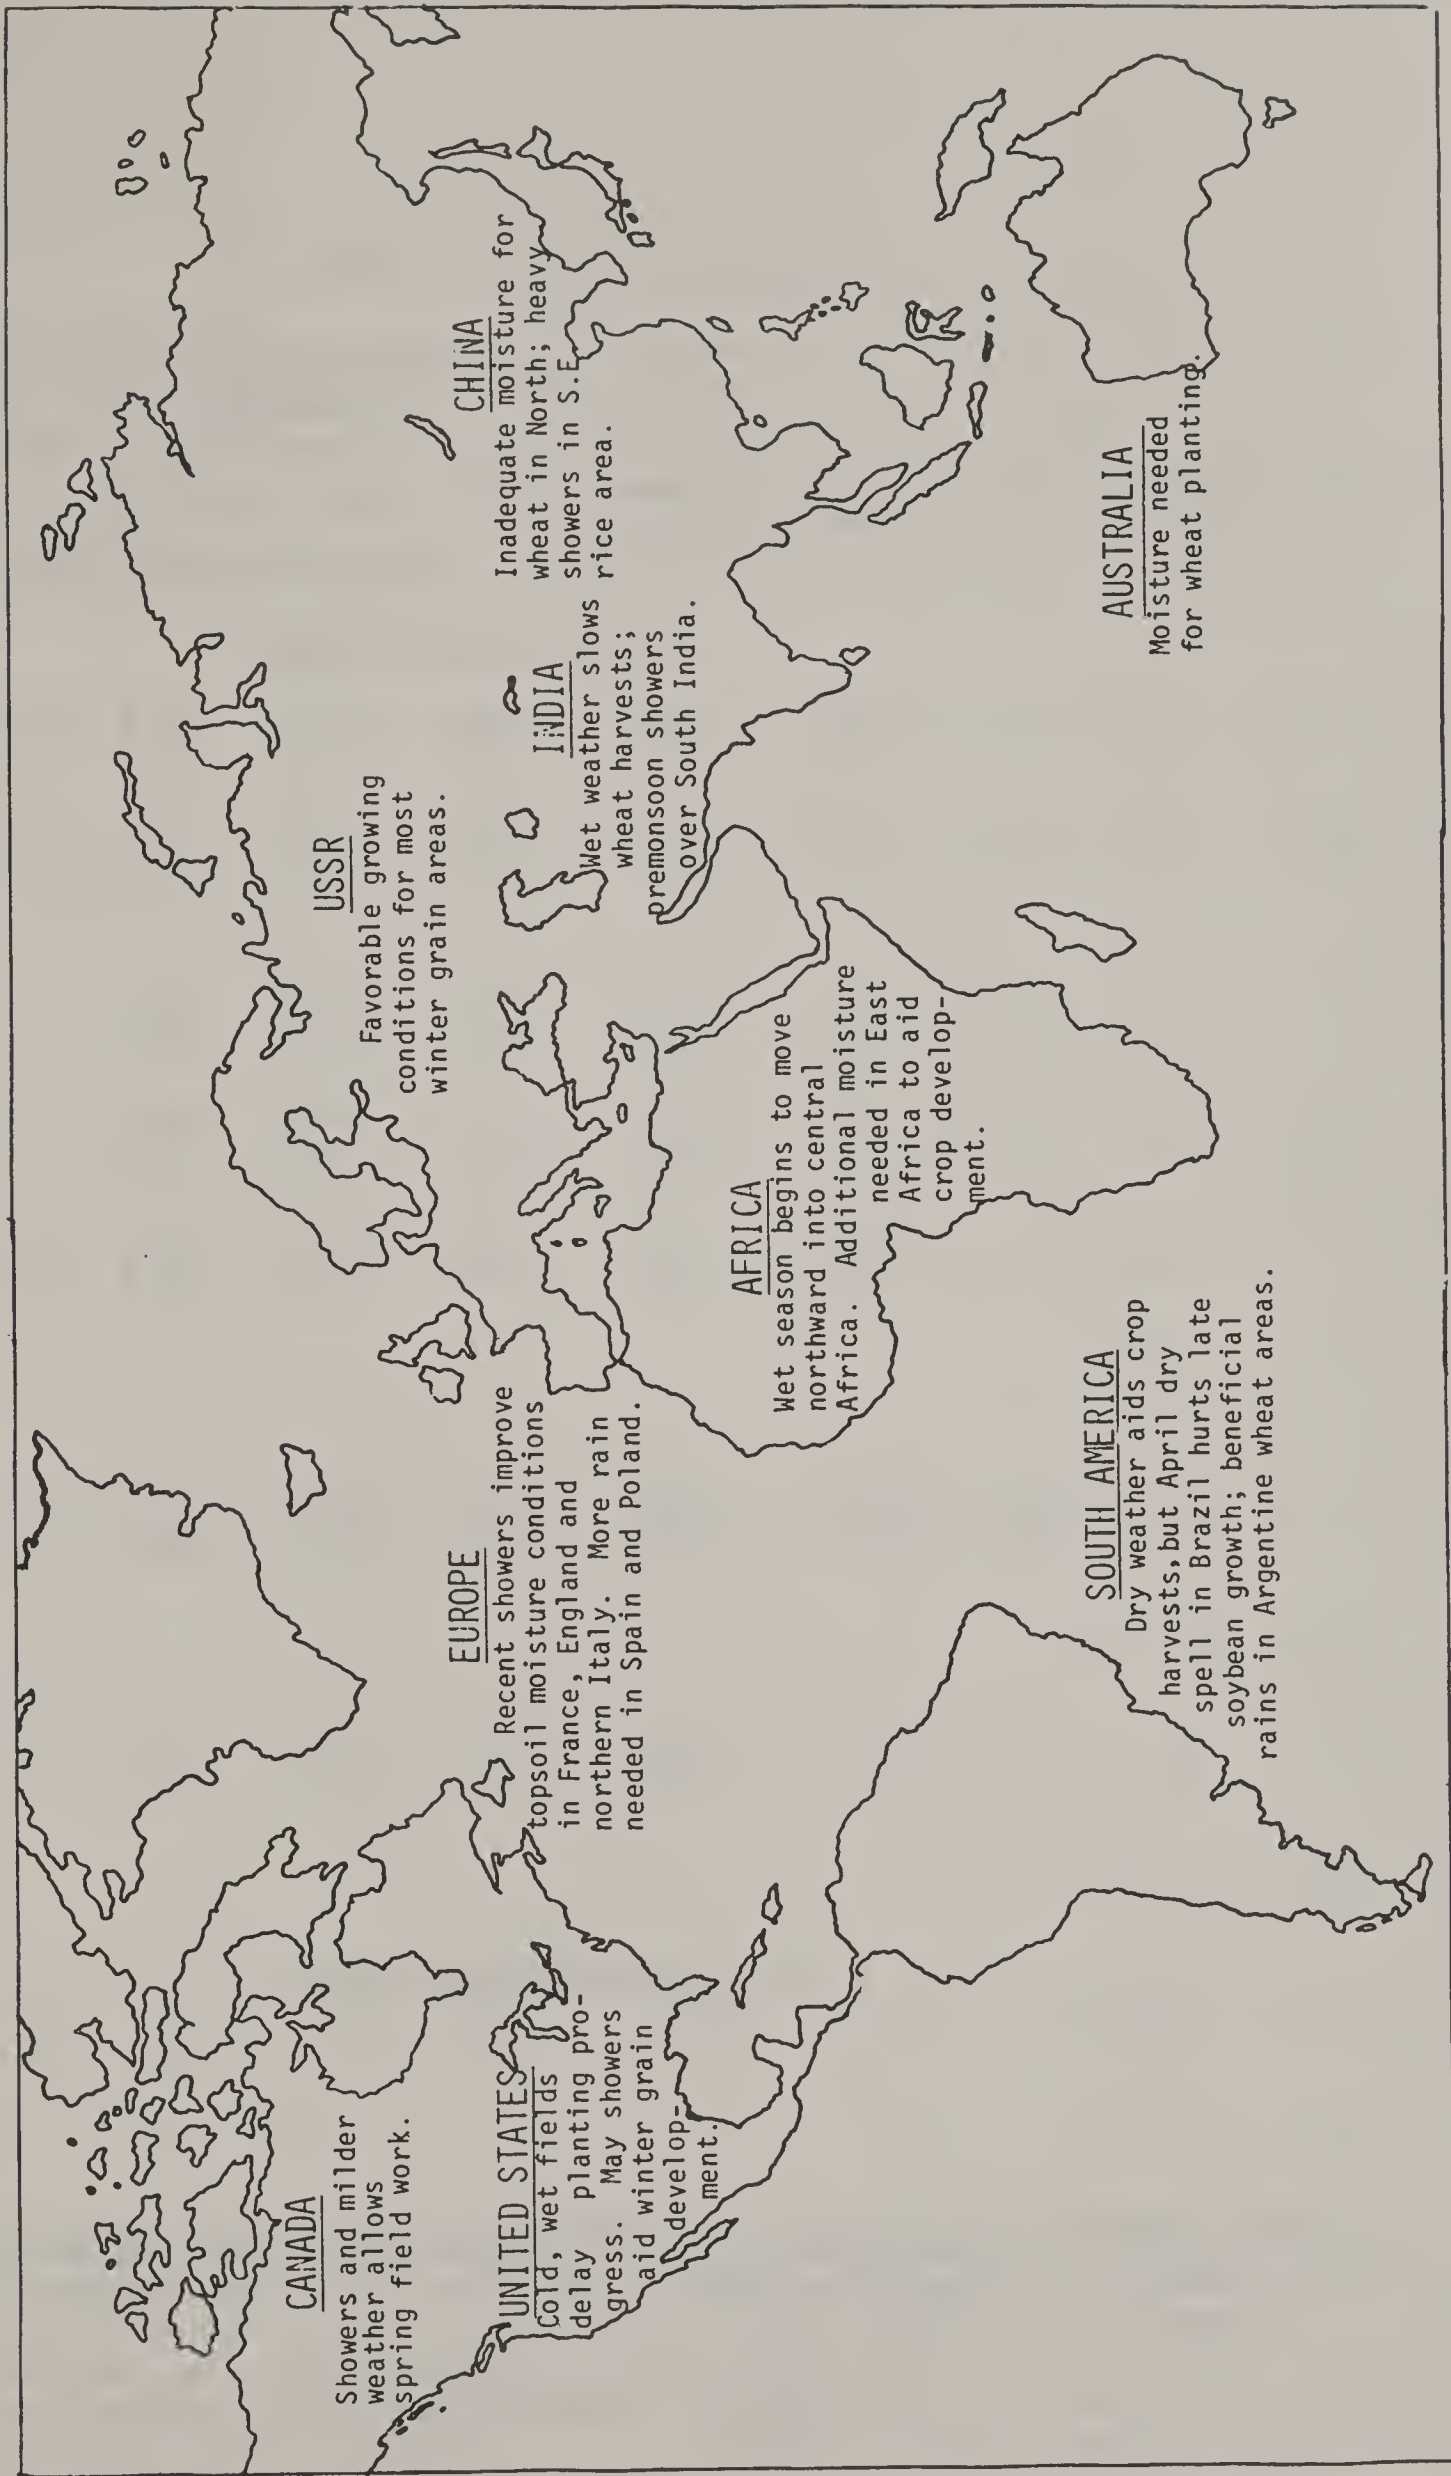 CANADA
Showers and milder
weather allows
spring field work.
UNITED STATES
Cold, wet fields
delay planting pro-
gress. May showers
aid winter grain
develop-
ment.
EUROPE
Recent showers improve
topsoil moisture conditions
in France, England and
northern Italy. More rain
needed in Spain and Poland.
SOUTH AMERICA
Dry weather aids crop
harvests,but April dry
spell in Brazil hurts late
soybean growth; beneficial
rains in Argentine wheat areas.
AFRICA
Wet season begins to move
northward into central
Africa. Additional moisture
needed in East
Africa to aid
crop develop-
ment.
USSR
Favorable growing
conditions for most
winter grain areas.
INDIA
Wet weather slows
wheat harvests;
premonsoon showers
over South India.
CHINA
Inadequate moisture for
wheat in North; heavy
showers in S.E.
rice area.
AUSTRALIA
Moisture needed
for wheat planting.